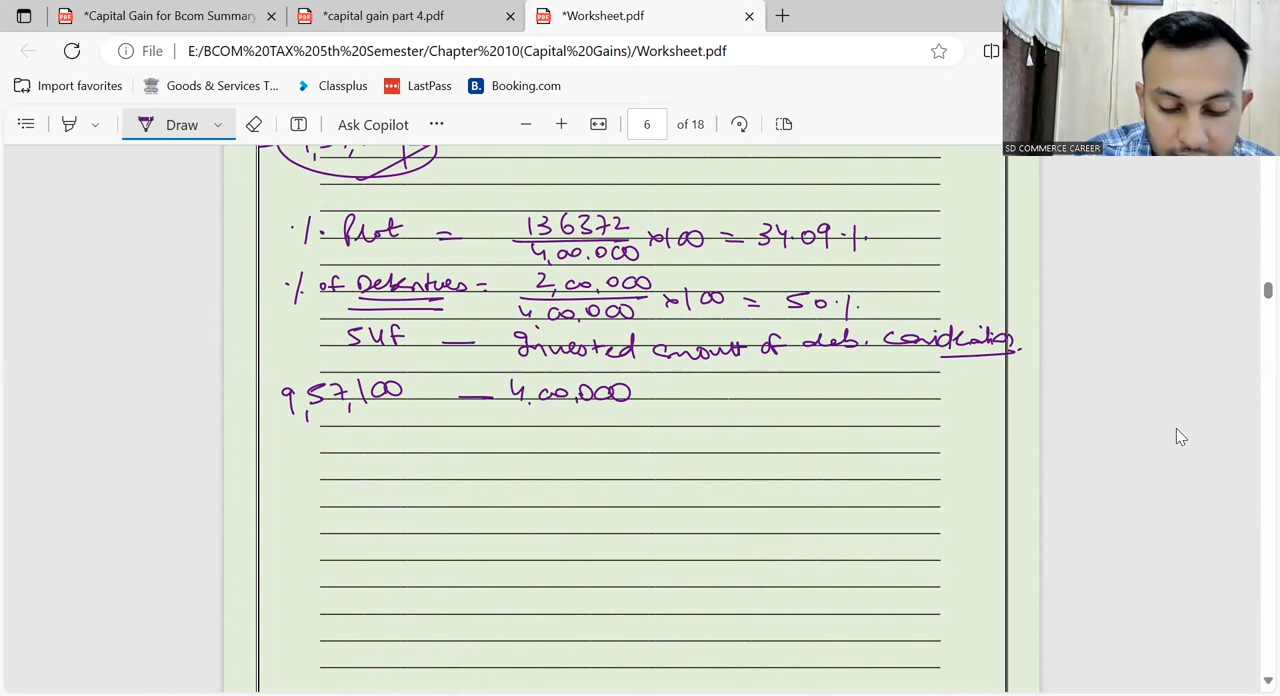 *Capital Gain for Bcom Summary
*capital gain part 4.pdf
*Worksheet.pdf
File
E:/BCOM%20TAX%205th%20Semester/Chapter%2010(Capital%20Gains)/Worksheet.pdf
Import favorites
Goods & Services T...
Classplus
LastPass
Booking.com
Draw
Ask Copilot
6 of 18
SD COMMERCE CAREER
%. Plot = 136372/4,00,000 ×100 = 34.09%.
% of Debentures = 2,00,000/4,00,000 ×100 = 50%.
54F — Invested amount of deb. consideration.
9,57,100 — 4,00,000